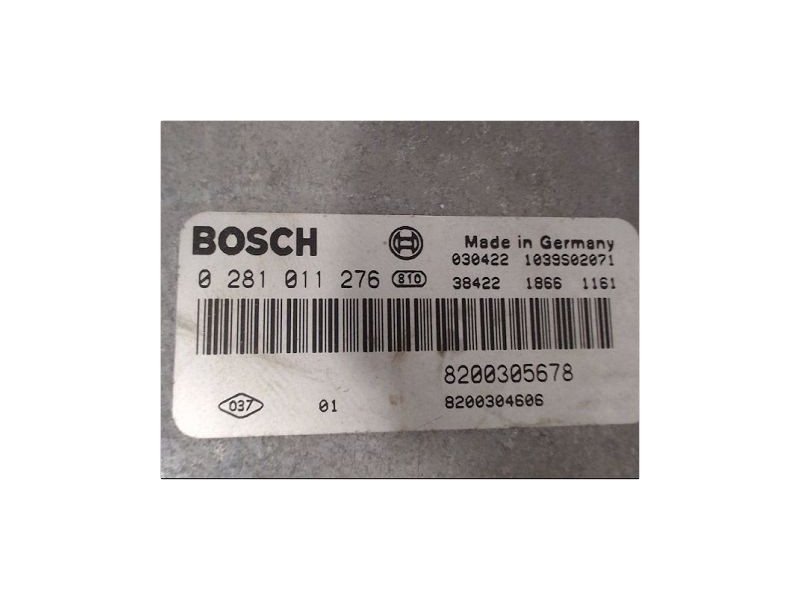 BOSCH
Made in Germany
030422 1039S02071
0 281 011 276 810
38422 1866 1161
8200305678
037 01
8200304606